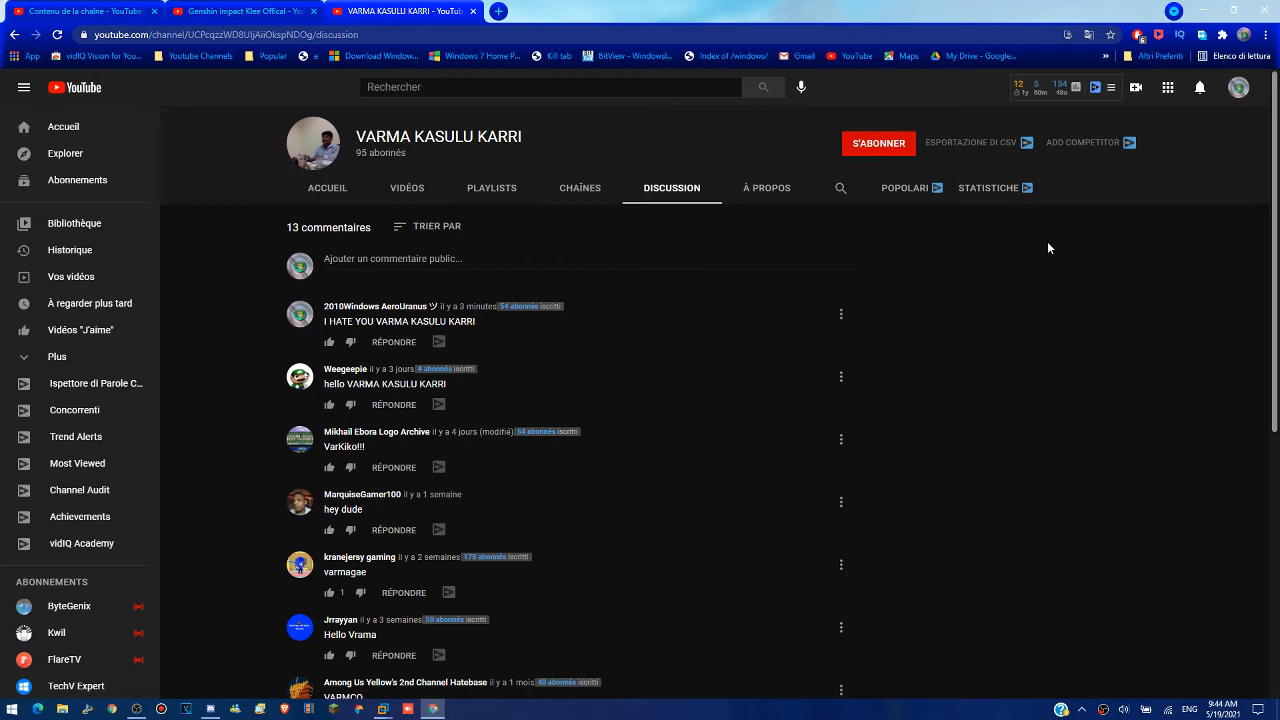 Contenu de la chaîne - YouTube
Genshin impact Klee Offical - You
VARMA KASULU KARRI - YouTub
youtube.com/channel/UCPcqzzWD8UIjAiiOkspNDOg/discussion
App
vidIQ Vision for You...
Youtube Channels
Popular
e
Download Window...
Windows 7 Home P...
Kill tab
BitView - Windowsl...
Index of /windows/
Gmail
YouTube
Maps
Google My Drive - Google...
Altri Preferiti
Elenco di lettura
YouTube
Rechercher
12 5 154
1y 60m 48o
Accueil
Explorer
Abonnements
Bibliothèque
Historique
Vos vidéos
À regarder plus tard
Vidéos "J'aime"
Plus
Ispettore di Parole C...
Concorrenti
Trend Alerts
Most Viewed
Channel Audit
Achievements
vidIQ Academy
ABONNEMENTS
ByteGenix
Kwil
FlareTV
TechV Expert
VARMA KASULU KARRI
95 abonnés
S'ABONNER
ESPORTAZIONE DI CSV
ADD COMPETITOR
ACCUEIL
VIDÉOS
PLAYLISTS
CHAÎNES
DISCUSSION
À PROPOS
POPOLARI
STATISTICHE
13 commentaires
TRIER PAR
Ajouter un commentaire public...
2010Windows AeroUranus ツ il y a 3 minutes 54 abonnés iscritti
I HATE YOU VARMA KASULU KARRI
RÉPONDRE
Weegeepie il y a 3 jours 4 abonnés iscritti
hello VARMA KASULU KARRI
RÉPONDRE
Mikhail Ebora Logo Archive il y a 4 jours (modifié) 54 abonnés iscritti
VarKiko!!!
RÉPONDRE
MarquiseGamer100 il y a 1 semaine
hey dude
RÉPONDRE
kranejersy gaming il y a 2 semaines 175 abonnés iscritti
varmagae
1 RÉPONDRE
Jrrayyan il y a 3 semaines 50 abonnés iscritti
Hello Vrama
RÉPONDRE
Among Us Yellow's 2nd Channel Hatebase il y a 1 mois 40 abonnés iscritti
VARMCO
ENG
9:44 AM
5/19/2021